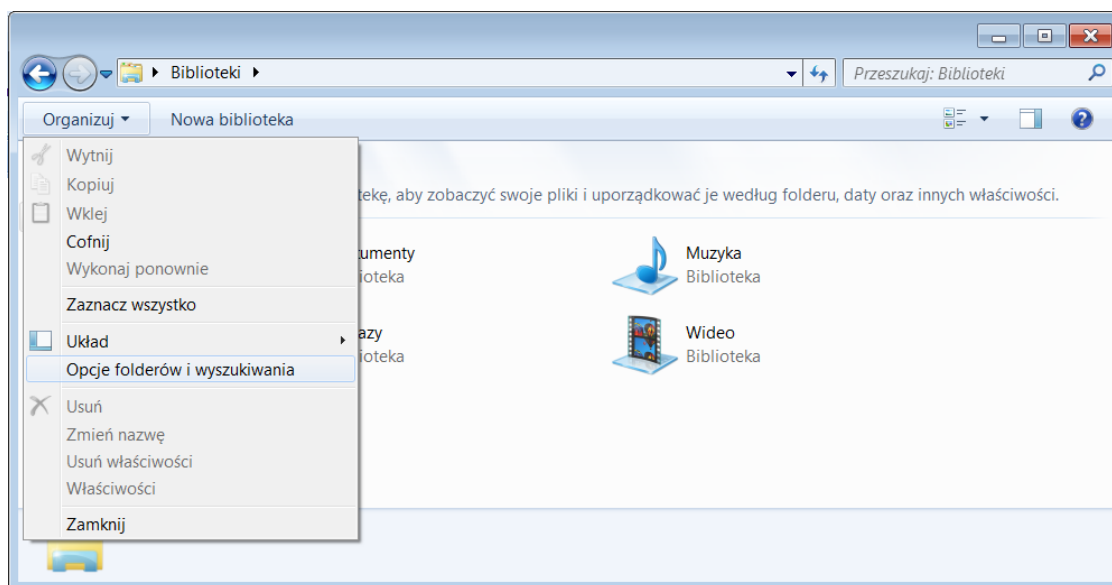 Biblioteki
Przeszukaj: Biblioteki
Organizuj
Nowa biblioteka
Wytnij
Kopiuj
Wklej
Cofnij
Wykonaj ponownie
Zaznacz wszystko
Układ
Opcje folderów i wyszukiwania
Usuń
Zmień nazwę
Usuń właściwości
Właściwości
Zamknij
tekę, aby zobaczyć swoje pliki i uporządkować je według folderu, daty oraz innych właściwości.
umenty
ioteka
Muzyka
Biblioteka
azy
ioteka
Wideo
Biblioteka